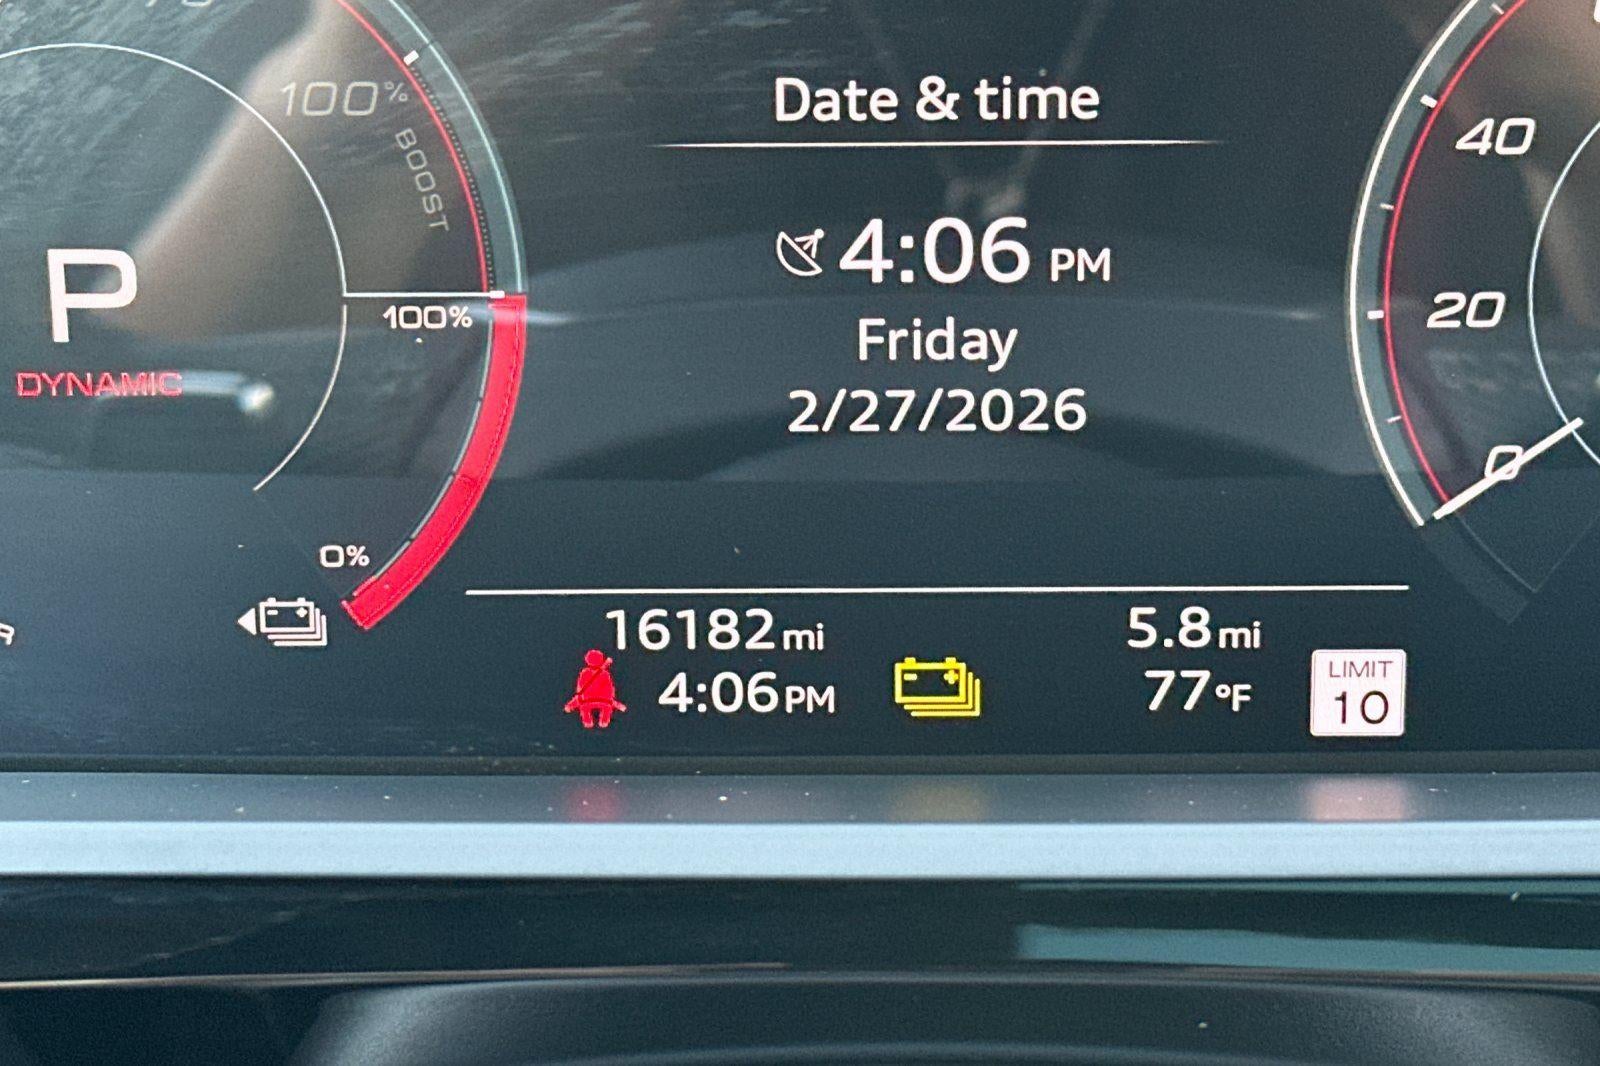 100%
BOOST
Date & time
40
4:06 PM
P
100%
20
Friday
DYNAMIC
2/27/2026
0
0%
16182 mi
5.8 mi
4:06 PM
77°F
LIMIT
10